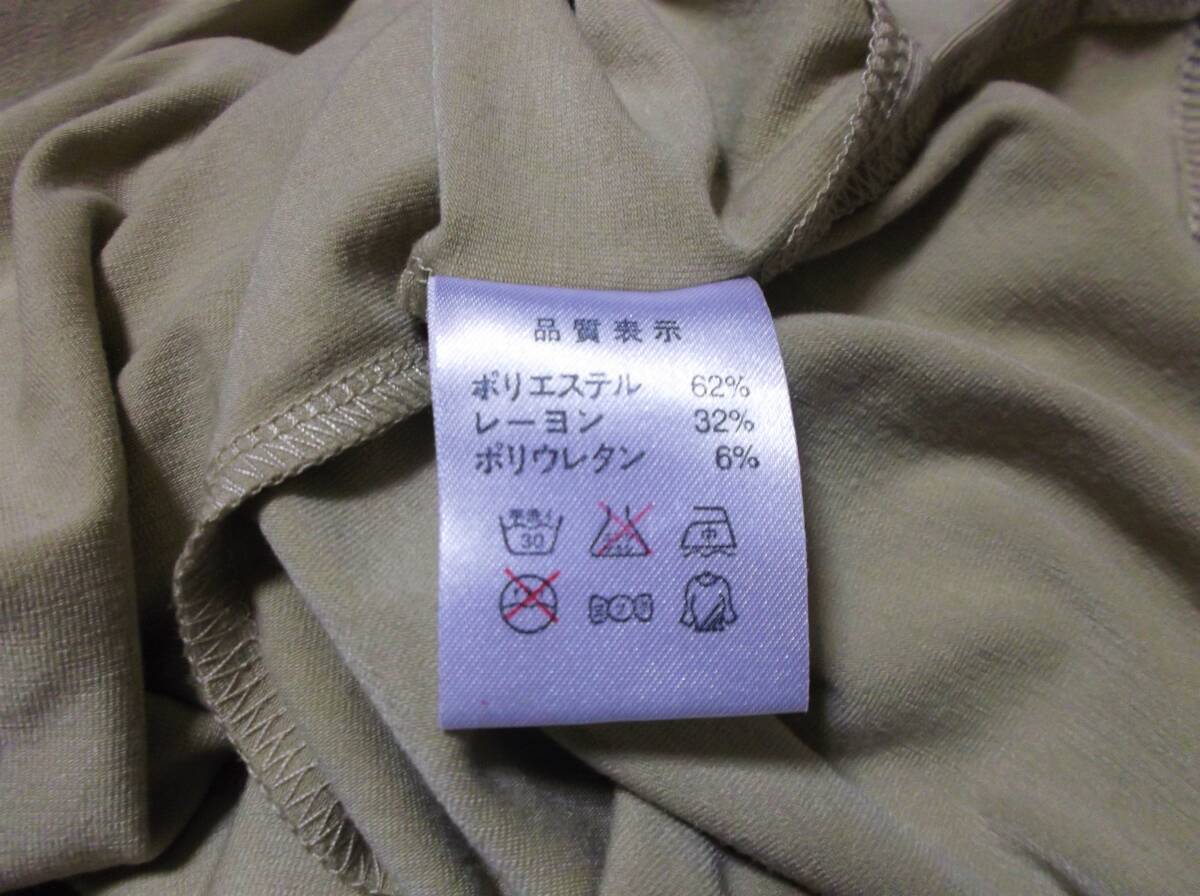 品質表示
ポリエステル 62%
レーヨン 32%
ポリウレタン 6%
30
中